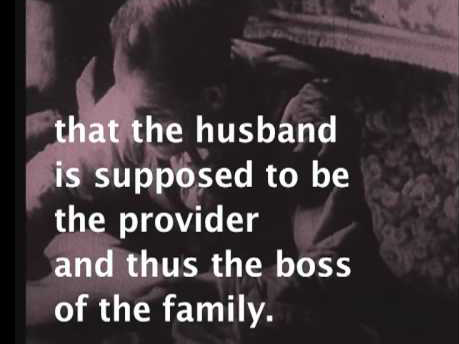 that the husband
is supposed to be
the provider
and thus the boss
of the family.